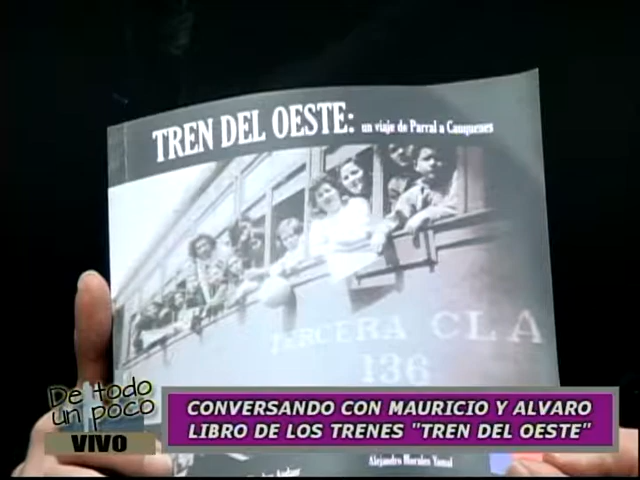 TREN DEL OESTE: un viaje de Parral a Cauquenes
TERCERA CLA
136
De todo
un poco
VIVO
CONVERSANDO CON MAURICIO Y ALVARO
LIBRO DE LOS TRENES "TREN DEL OESTE"
Alejandro Morales Yamal